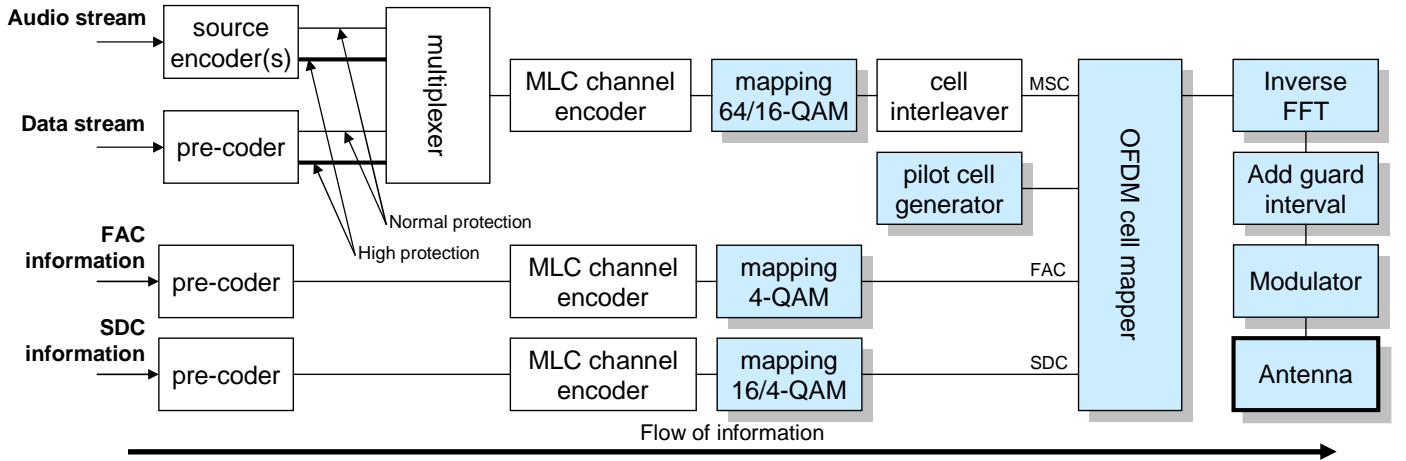 Audio stream
source
encoder(s)
multiplexer
Data stream
pre-coder
MLC channel
encoder
mapping
64/16-QAM
cell
interleaver
MSC
OFDM cell mapper
Inverse
FFT
pilot cell
generator
Add guard
interval
Normal protection
High protection
FAC
information
pre-coder
MLC channel
encoder
mapping
4-QAM
FAC
Modulator
SDC
information
pre-coder
MLC channel
encoder
mapping
16/4-QAM
SDC
Antenna
Flow of information